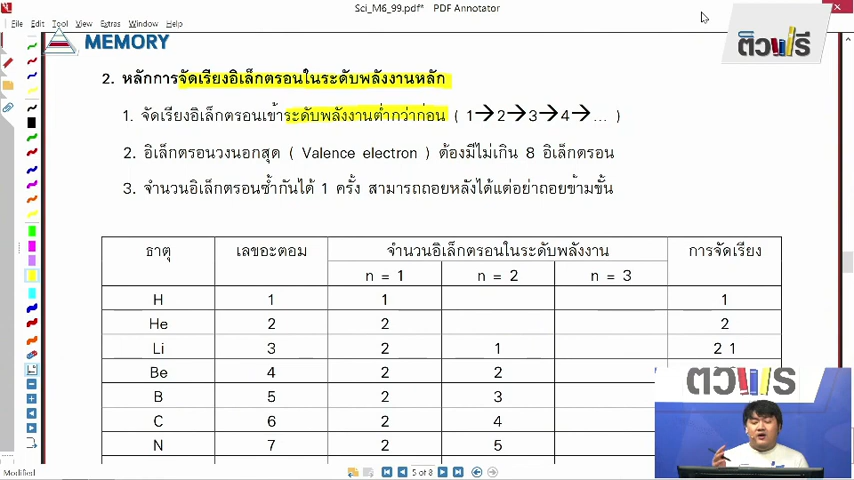 Sci_M6_99.pdf* PDF Annotator
File Edit Tool View Extras Window Help
ติวฟรี
MEMORY
2. หลักการจัดเรียงอิเล็กตรอนในระดับพลังงานหลัก
1. จัดเรียงอิเล็กตรอนเข้าระดับพลังงานต่ำกว่าก่อน ( 1→2→3→4→... )
2. อิเล็กตรอนวงนอกสุด ( Valence electron ) ต้องมีไม่เกิน 8 อิเล็กตรอน
3. จำนวนอิเล็กตรอนซ้ำกันได้ 1 ครั้ง สามารถถอยหลังได้แต่อย่าถอยข้ามขั้น
ธาตุ เลขอะตอม จำนวนอิเล็กตรอนในระดับพลังงาน การจัดเรียง
n = 1 n = 2 n = 3
H 1 1 1
He 2 2 2
Li 3 2 1 2 1
Be 4 2 2
B 5 2 3
C 6 2 4
N 7 2 5
ติวฟรี
Modified 5 of 8